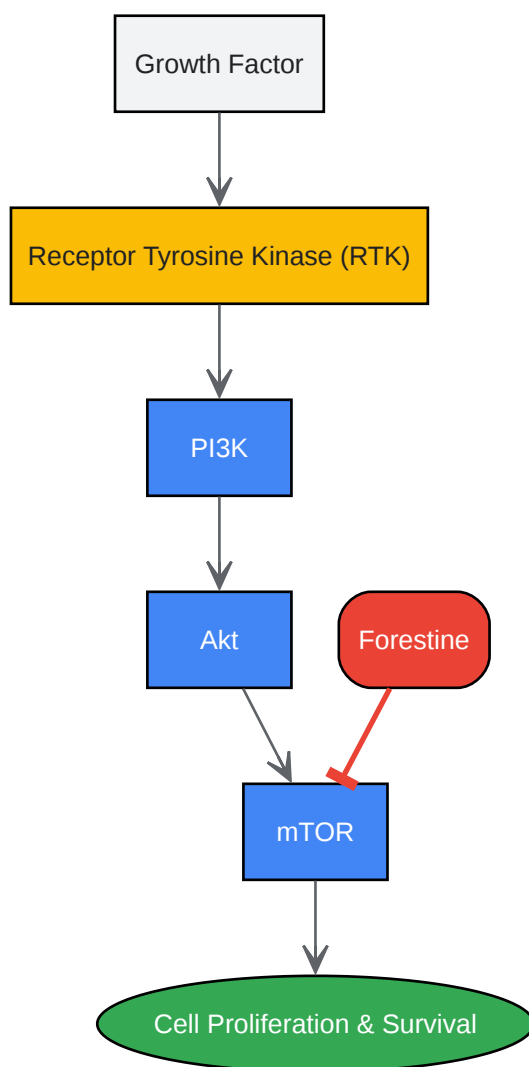 Growth Factor
Receptor Tyrosine Kinase (RTK)
PI3K
Akt
Forestine
mTOR
Cell Proliferation & Survival